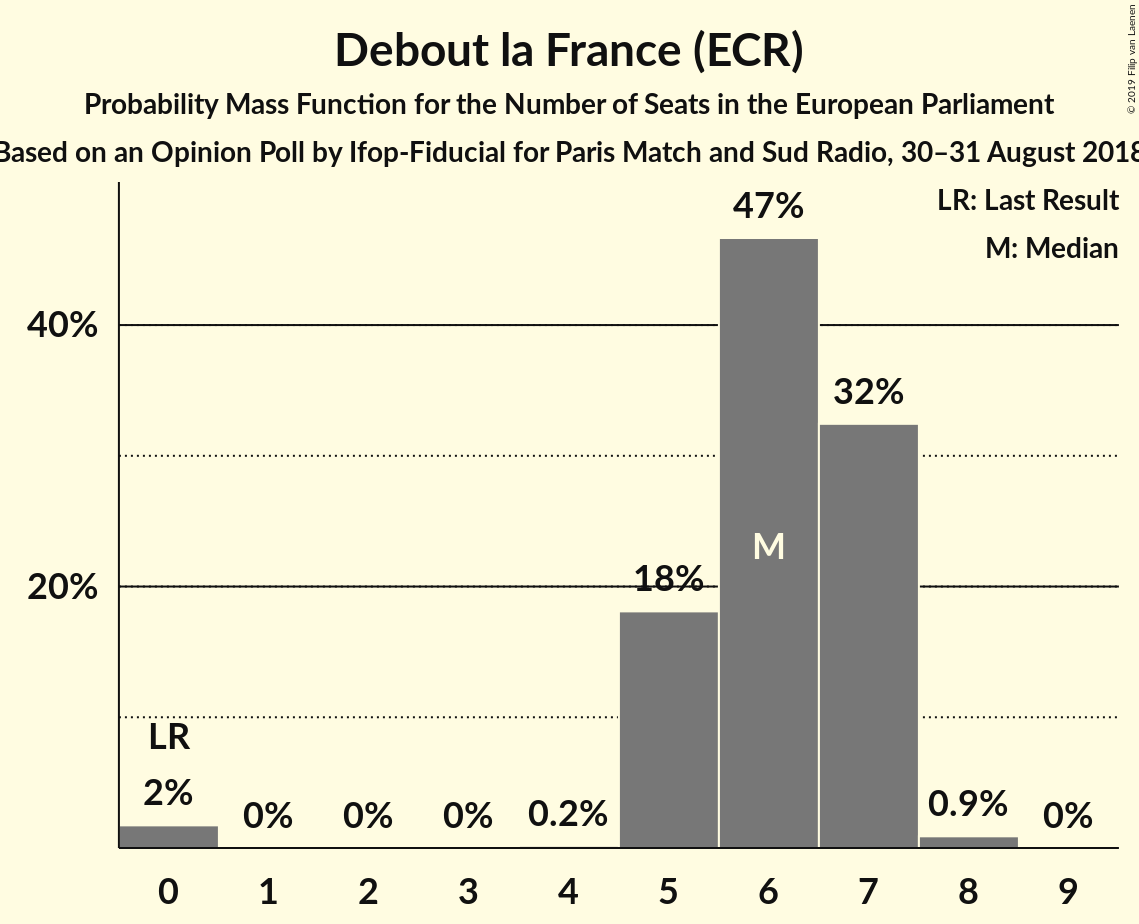 Debout la France (ECR)
Probability Mass Function for the Number of Seats in the European Parliament
Based on an Opinion Poll by Ifop-Fiducial for Paris Match and Sud Radio, 30–31 August 2018
© 2019 Filip van Laenen
LR: Last Result
M: Median
47%
40%
32%
M
18%
20%
LR
2%
0%
0%
0%
0.2%
0.9%
0%
0 1 2 3 4 5 6 7 8 9